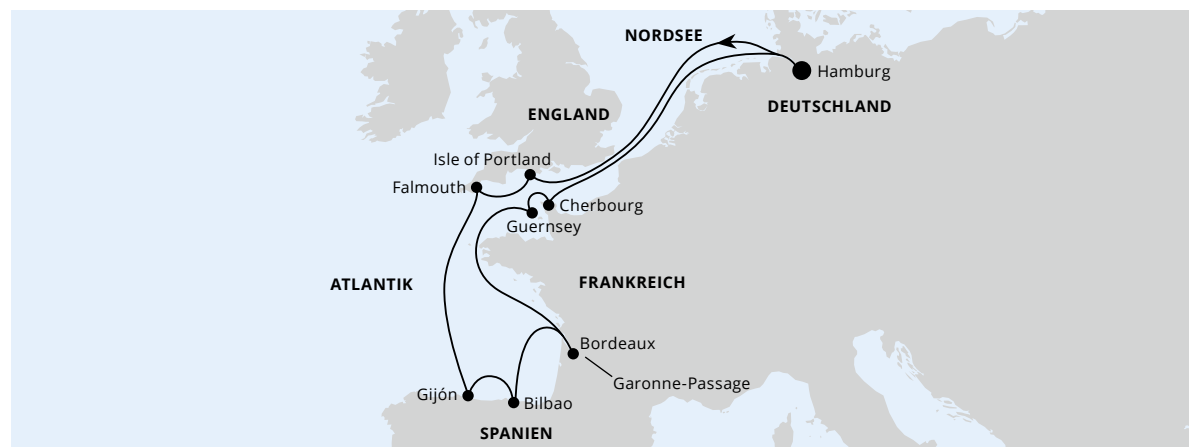 NORDSEE
Hamburg
DEUTSCHLAND
ENGLAND
Isle of Portland
Falmouth
Cherbourg
Guernsey
ATLANTIK
FRANKREICH
Bordeaux
Garonne-Passage
Gijón
Bilbao
SPANIEN